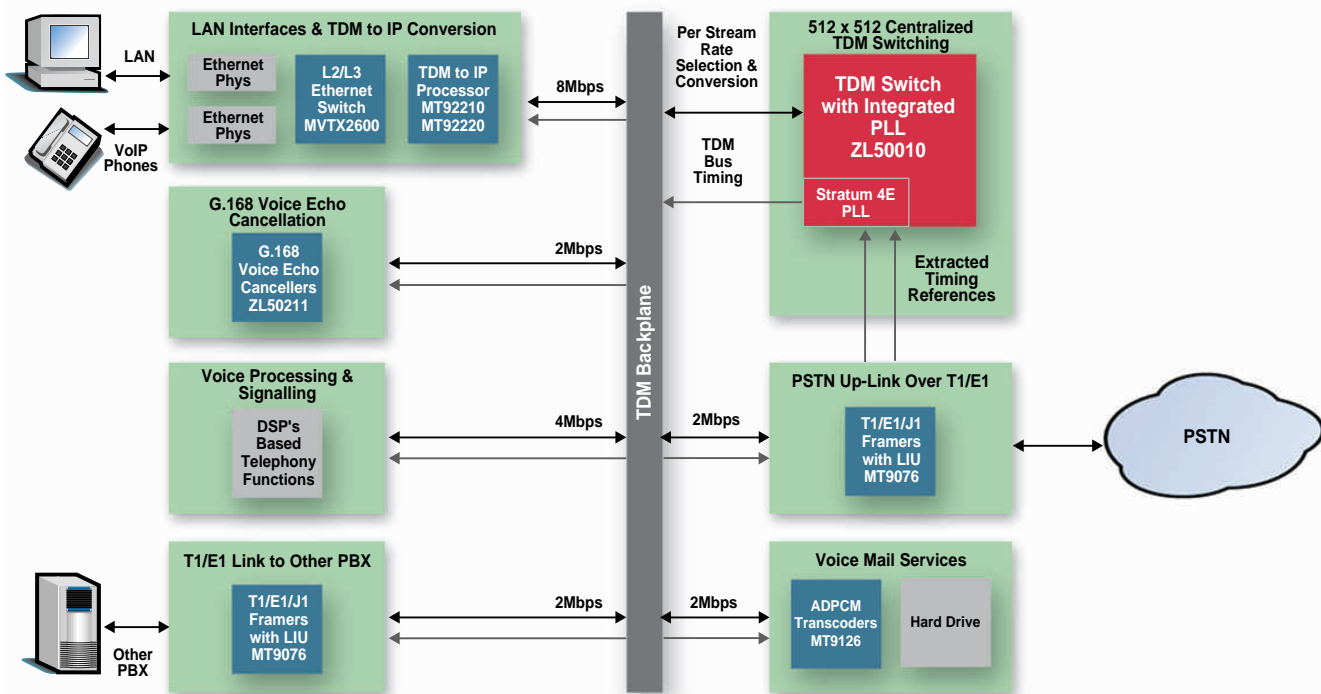 LAN Interfaces & TDM to IP Conversion
LAN
Ethernet
Phys
Ethernet
Phys
L2/L3
Ethernet
Switch
MVTX2600
TDM to IP
Processor
MT92210
MT92220
8Mbps
VoIP
Phones
G.168 Voice Echo
Cancellation
G.168
Voice Echo
Cancellers
ZL50211
2Mbps
Voice Processing &
Signalling
DSP's
Based
Telephony
Functions
4Mbps
T1/E1 Link to Other PBX
T1/E1/J1
Framers
with LIU
MT9076
2Mbps
Other
PBX
TDM Backplane
Per Stream
Rate
Selection &
Conversion
TDM
Bus
Timing
512 x 512 Centralized
TDM Switching
TDM Switch
with Integrated
PLL
ZL50010
Stratum 4E
PLL
Extracted
Timing
References
PSTN Up-Link Over T1/E1
2Mbps
T1/E1/J1
Framers
with LIU
MT9076
PSTN
Voice Mail Services
2Mbps
ADPCM
Transcoders
MT9126
Hard Drive